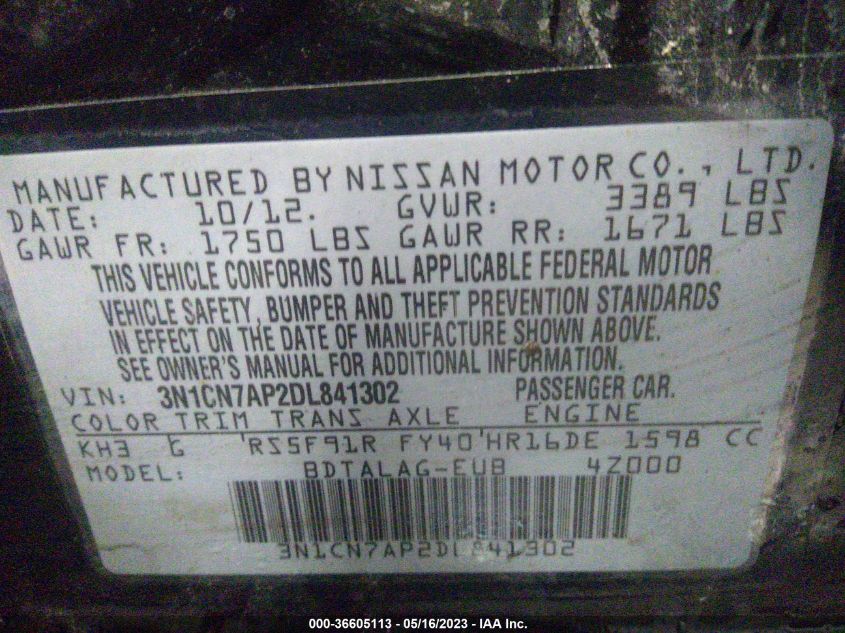 MANUFACTURED BY NISSAN MOTOR CO., LTD.
DATE: 10/12. GVWR: 3389 LBS
GAWR FR: 1750 LBS GAWR RR: 1671 LBS
THIS VEHICLE CONFORMS TO ALL APPLICABLE FEDERAL MOTOR
VEHICLE SAFETY, BUMPER AND THEFT PREVENTION STANDARDS
IN EFFECT ON THE DATE OF MANUFACTURE SHOWN ABOVE.
SEE OWNER'S MANUAL FOR ADDITIONAL INFORMATION.
VIN: 3N1CN7AP2DL841302 PASSENGER CAR.
COLOR TRIM TRANS AXLE ENGINE
KH3 G RS5F91R FY40 HR16DE 1598 CC
MODEL: BDTALAG-EUB 4Z000
3N1CN7AP2DL841302
000-36605113 - 05/16/2023 - IAA Inc.